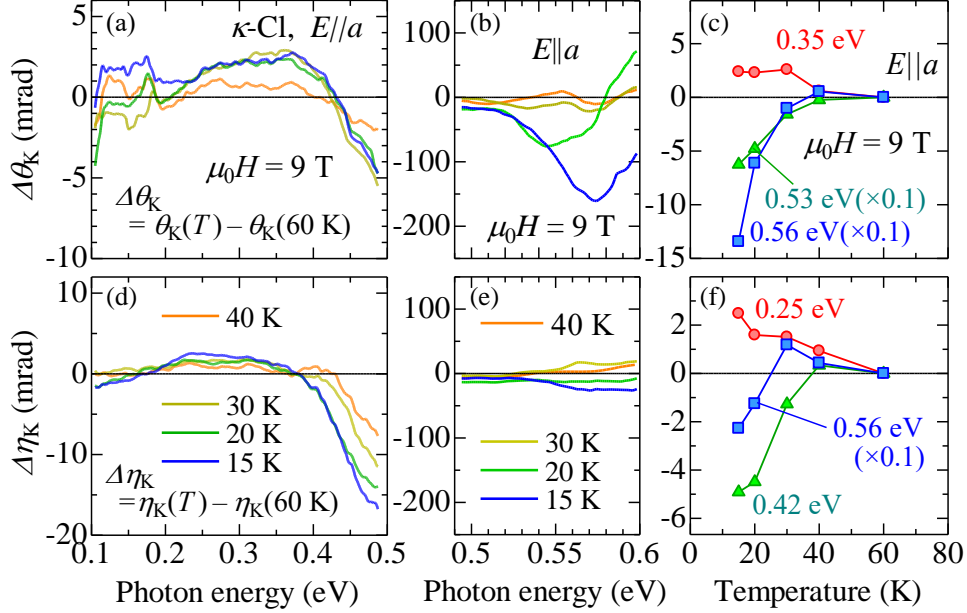 (a) κ-Cl, E//a
5
0
5
10
ΔθK (mrad)
μ0H = 9 T
ΔθK
= θK(T) – θK(60 K)
(b)
E||a
100
0
-100
-200
μ0H = 9 T
(c)
0.35 eV
E||a
5
0
-5
-10
-15
μ0H = 9 T
0.53 eV(×0.1)
0.56 eV(×0.1)
(d)
10
0
-10
20
ΔηK (mrad)
40 K
30 K
20 K
15 K
ΔηK
=ηK(T) – ηK(60 K)
0.1 0.2 0.3 0.4 0.5
Photon energy (eV)
(e)
100
0
-100
-200
40 K
30 K
20 K
15 K
0.5 0.55 0.6
Photon energy (eV)
(f)
0.25 eV
2
0
-2
-4
-6
0.56 eV
(×0.1)
0.42 eV
0 20 40 60 80
Temperature (K)